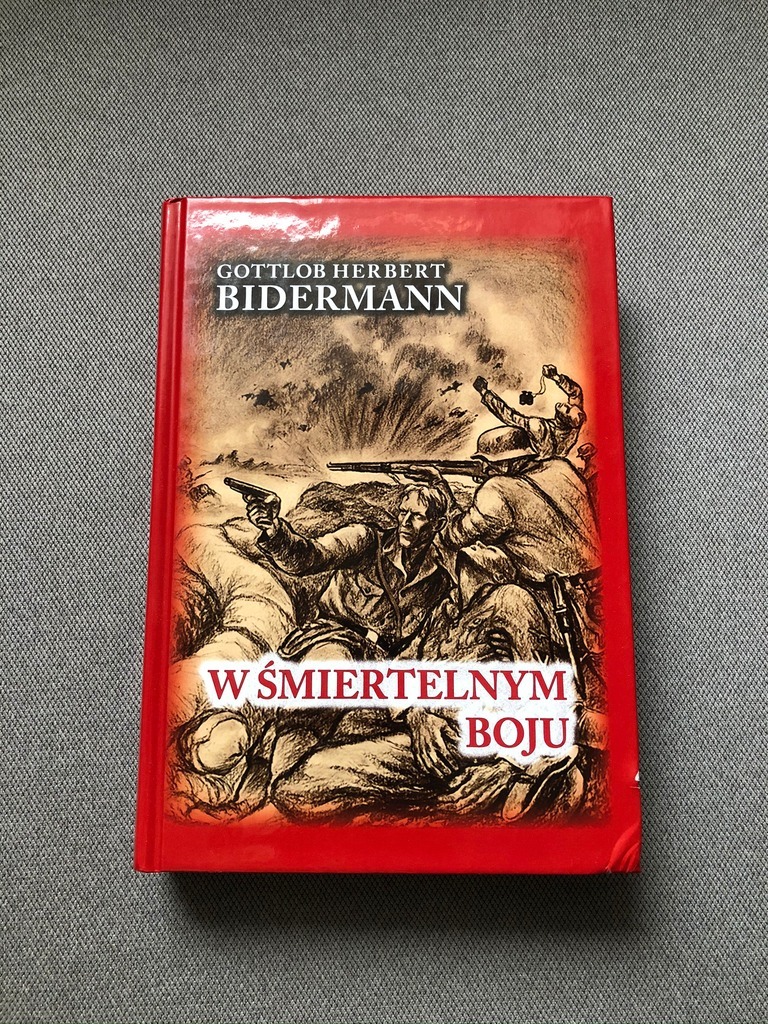 GOTTLOB HERBERT
BIDERMANN
W ŚMIERTELNYM
BOJU